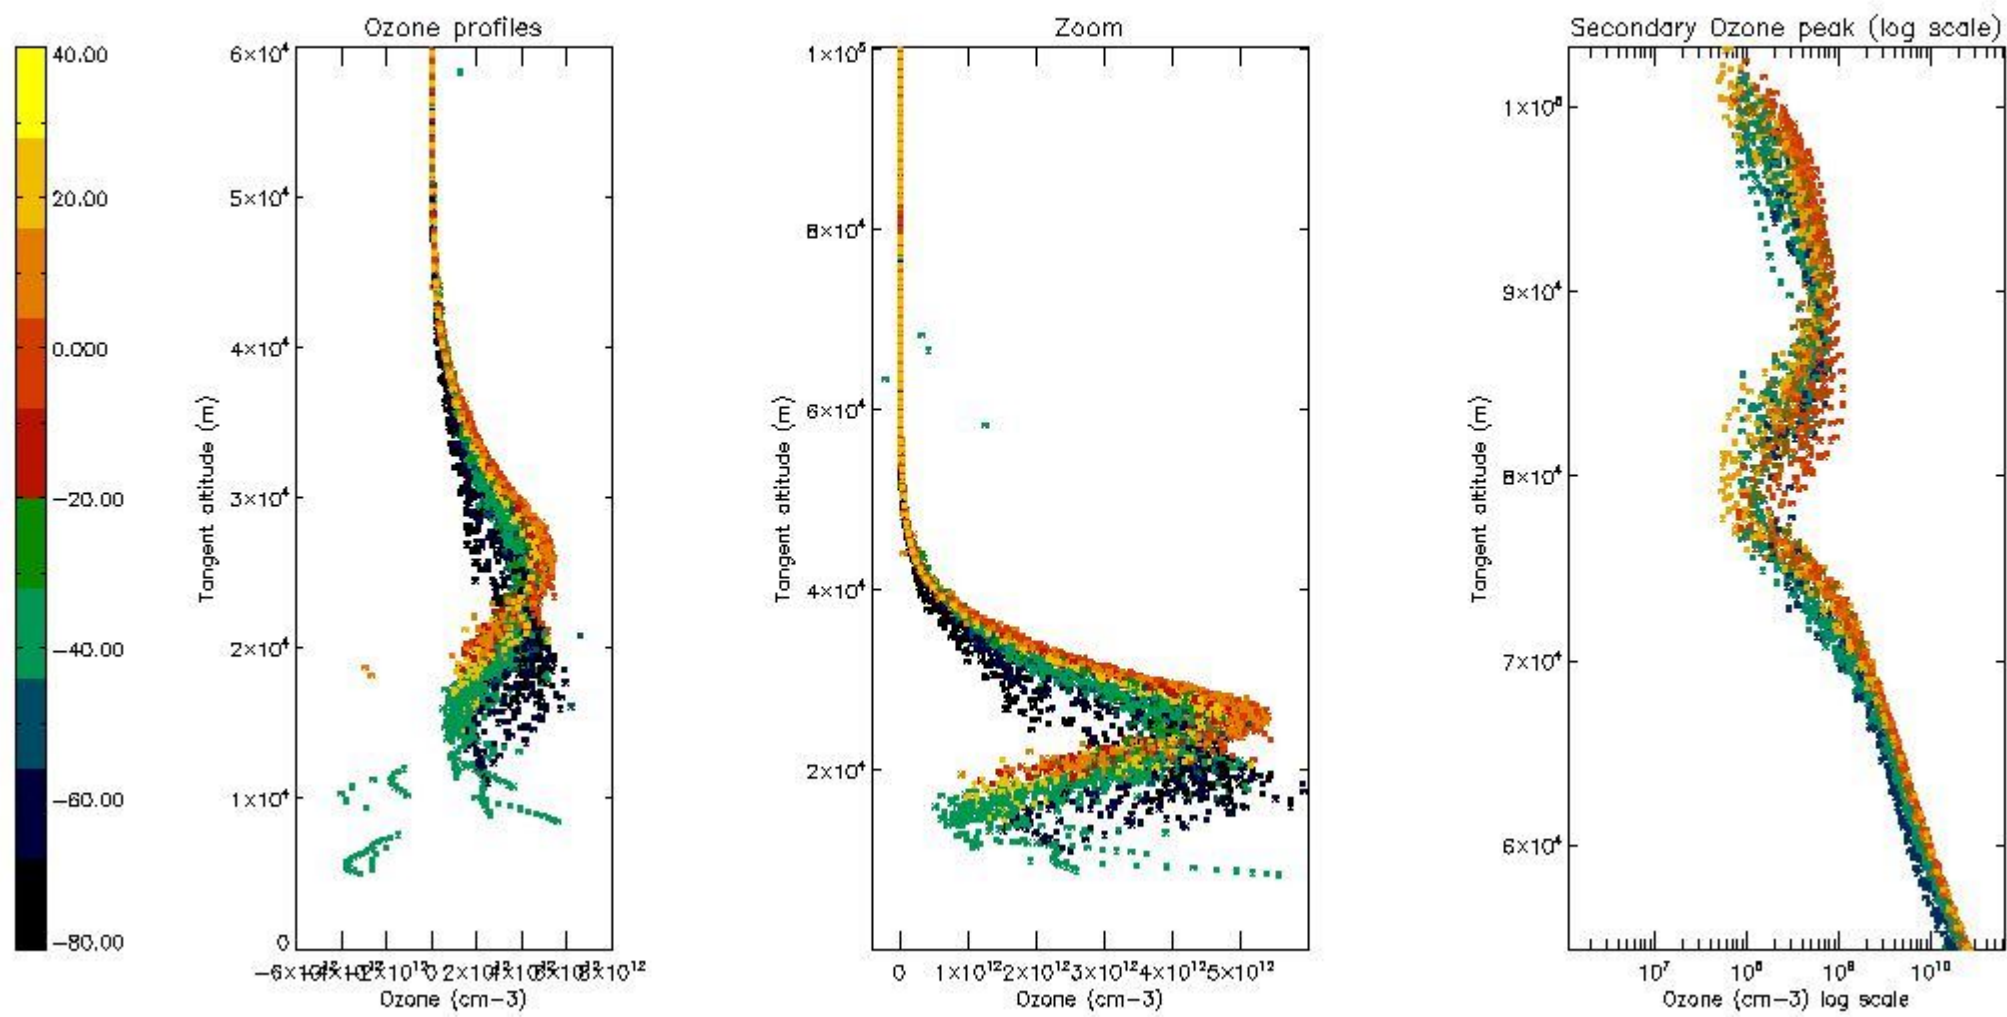 40.00
20.00
0.000
−20.00
−40.00
−60.00
−80.00
Ozone profiles
6×10⁴
5×10⁴
4×10⁴
3×10⁴
2×10⁴
1×10⁴
0
Tangent altitude (m)
0 8×10¹²
Ozone (cm−3)
Zoom
1×10⁵
8×10⁴
6×10⁴
4×10⁴
2×10⁴
Tangent altitude (m)
0 1×10¹² 2×10¹² 3×10¹² 4×10¹² 5×10¹²
Ozone (cm−3)
Secondary Ozone peak (log scale)
1×10⁵
9×10⁴
8×10⁴
7×10⁴
6×10⁴
Tangent altitude (m)
10⁷ 10⁸ 10⁹ 10¹⁰
Ozone (cm−3) log scale